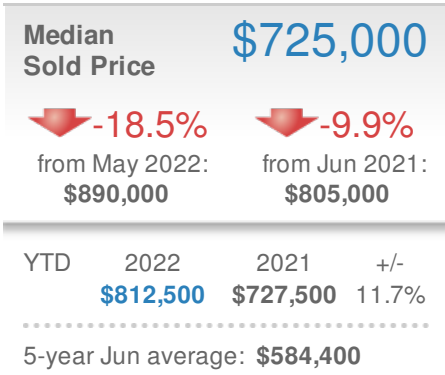 Median
Sold Price
$725,000
-18.5% -9.9%
from May 2022: from Jun 2021:
$890,000 $805,000
YTD 2022 2021 +/-
$812,500 $727,500 11.7%
5-year Jun average: $584,400